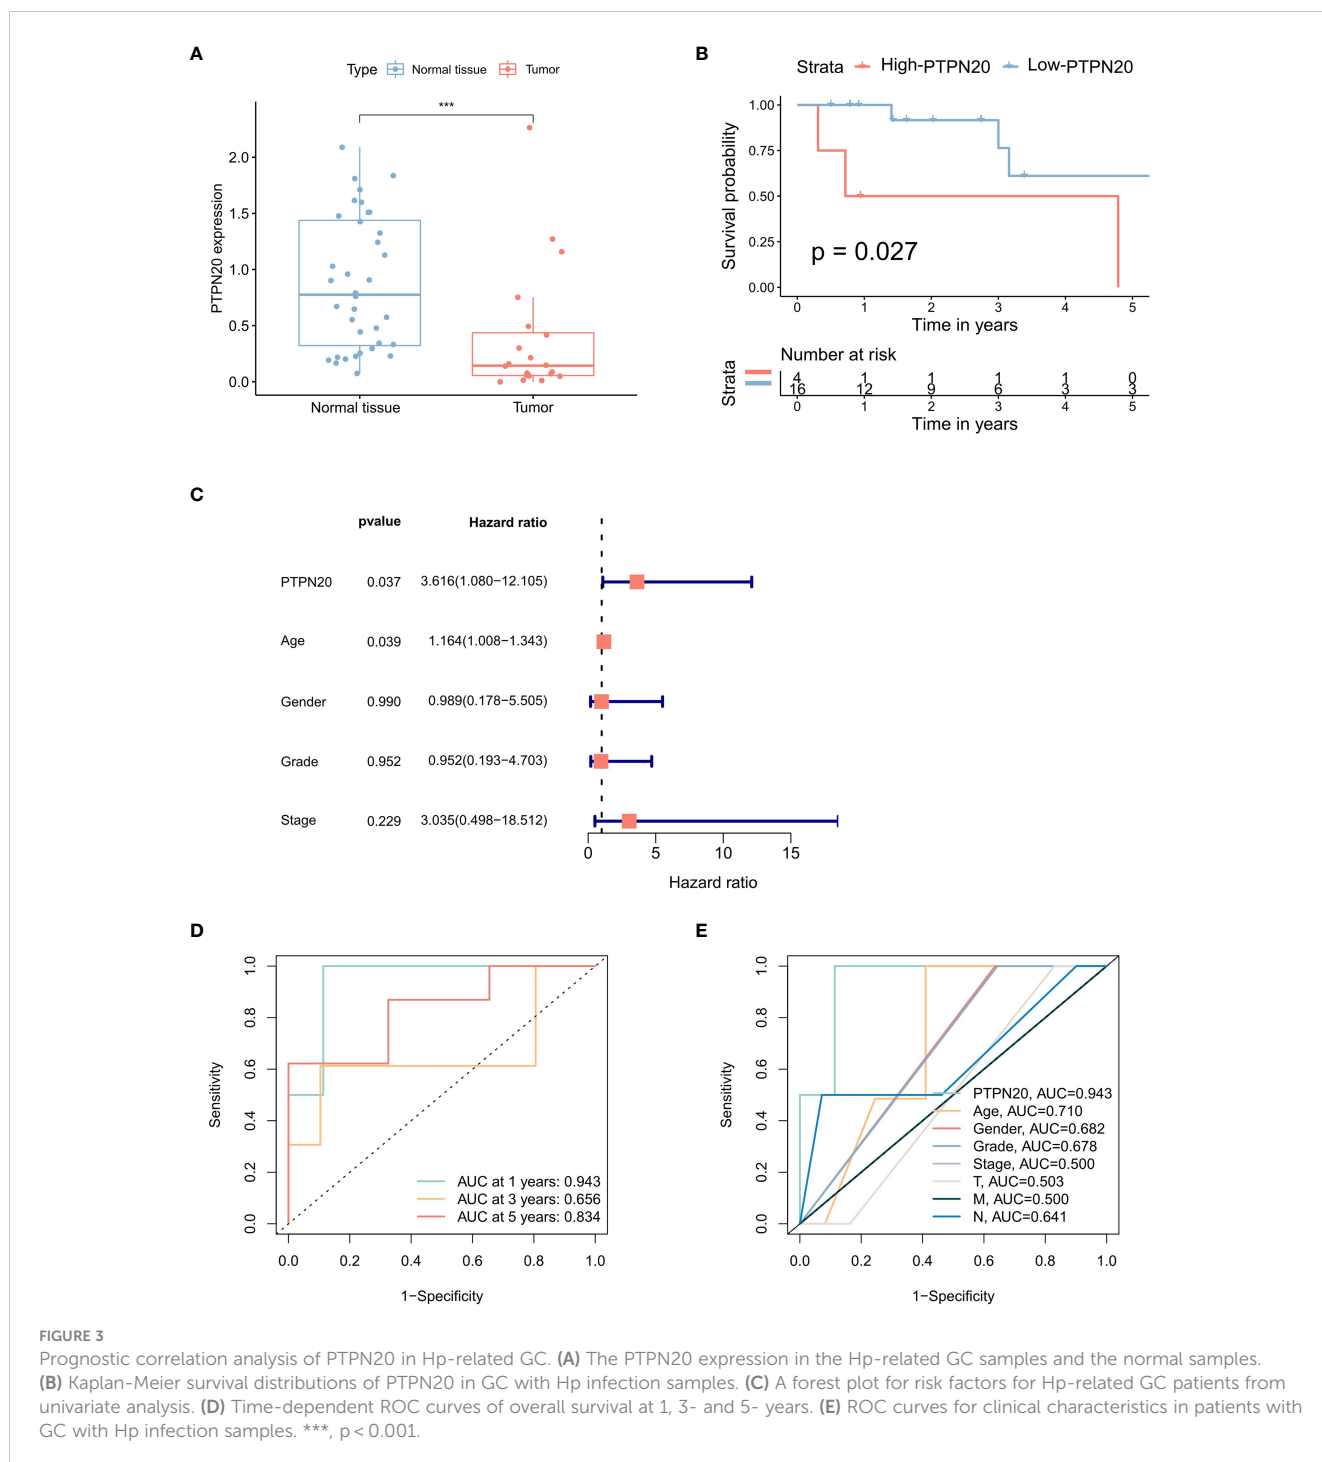 A
Type Normal tissue Tumor
***
PTPN20 expression
2.0
1.5
1.0
0.5
0.0
Normal tissue Tumor
B
Strata High-PTPN20 Low-PTPN20
Survival probability
1.00
0.75
0.50
0.25
0.00
p = 0.027
0 1 2 3 4 5
Time in years
Number at risk
Strata
4 1 1 1 1 0
16 12 9 6 3 3
0 1 2 3 4 5
Time in years
C
pvalue Hazard ratio
PTPN20 0.037 3.616(1.080−12.105)
Age 0.039 1.164(1.008−1.343)
Gender 0.990 0.989(0.178−5.505)
Grade 0.952 0.952(0.193−4.703)
Stage 0.229 3.035(0.498−18.512)
0 5 10 15
Hazard ratio
D
Sensitivity
1.0
0.8
0.6
0.4
0.2
0.0
AUC at 1 years: 0.943
AUC at 3 years: 0.656
AUC at 5 years: 0.834
0.0 0.2 0.4 0.6 0.8 1.0
1−Specificity
E
Sensitivity
1.0
0.8
0.6
0.4
0.2
0.0
PTPN20, AUC=0.943
Age, AUC=0.710
Gender, AUC=0.682
Grade, AUC=0.678
Stage, AUC=0.500
T, AUC=0.503
M, AUC=0.500
N, AUC=0.641
0.0 0.2 0.4 0.6 0.8 1.0
1−Specificity
FIGURE 3
Prognostic correlation analysis of PTPN20 in Hp-related GC. (A) The PTPN20 expression in the Hp-related GC samples and the normal samples.
(B) Kaplan-Meier survival distributions of PTPN20 in GC with Hp infection samples. (C) A forest plot for risk factors for Hp-related GC patients from
univariate analysis. (D) Time-dependent ROC curves of overall survival at 1, 3- and 5- years. (E) ROC curves for clinical characteristics in patients with
GC with Hp infection samples. ***, p < 0.001.